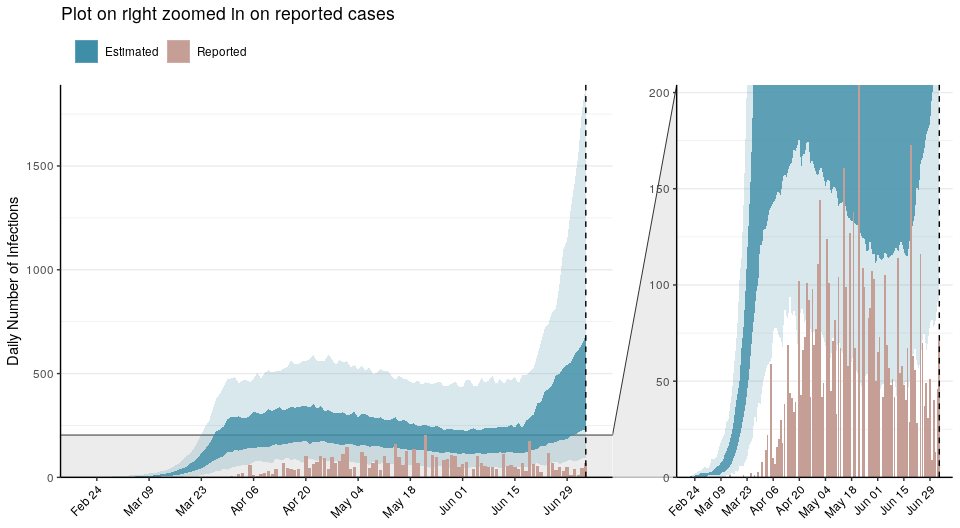 Plot on right zoomed in on reported cases
Estimated
Reported
Daily Number of Infections
1500
1000
500
0
Feb 24
Mar 09
Mar 23
Apr 06
Apr 20
May 04
May 18
Jun 01
Jun 15
Jun 29
200
150
100
50
0
Feb 24
Mar 09
Mar 23
Apr 06
Apr 20
May 04
May 18
Jun 01
Jun 15
Jun 29